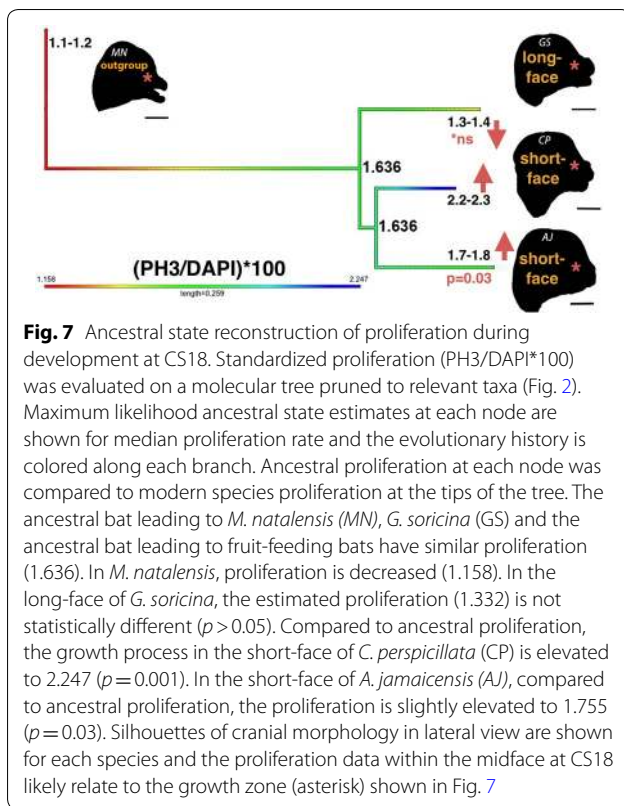 1.1-1.2
MN
outgroup
*
GS
long-
face
*
1.3-1.4
*ns
CP
short-
face
*
1.636
2.2-2.3
1.636
AJ
short-
face
*
1.7-1.8
p=0.03
(PH3/DAPI)*100
1.158
2.247
length=0.259
Fig. 7 Ancestral state reconstruction of proliferation during
development at CS18. Standardized proliferation (PH3/DAPI*100)
was evaluated on a molecular tree pruned to relevant taxa (Fig. 2).
Maximum likelihood ancestral state estimates at each node are
shown for median proliferation rate and the evolutionary history is
colored along each branch. Ancestral proliferation at each node was
compared to modern species proliferation at the tips of the tree. The
ancestral bat leading to M. natalensis (MN), G. soricina (GS) and the
ancestral bat leading to fruit-feeding bats have similar proliferation
(1.636). In M. natalensis, proliferation is decreased (1.158). In the
long-face of G. soricina, the estimated proliferation (1.332) is not
statistically different (p > 0.05). Compared to ancestral proliferation,
the growth process in the short-face of C. perspicillata (CP) is elevated
to 2.247 (p = 0.001). In the short-face of A. jamaicensis (AJ), compared
to ancestral proliferation, the proliferation is slightly elevated to 1.755
(p = 0.03). Silhouettes of cranial morphology in lateral view are shown
for each species and the proliferation data within the midface at CS18
likely relate to the growth zone (asterisk) shown in Fig. 7